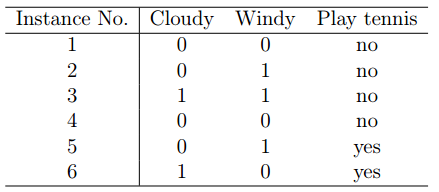 Instance No. Cloudy Windy Play tennis
1 0 0 no
2 0 1 no
3 1 1 no
4 0 0 no
5 0 1 yes
6 1 0 yes